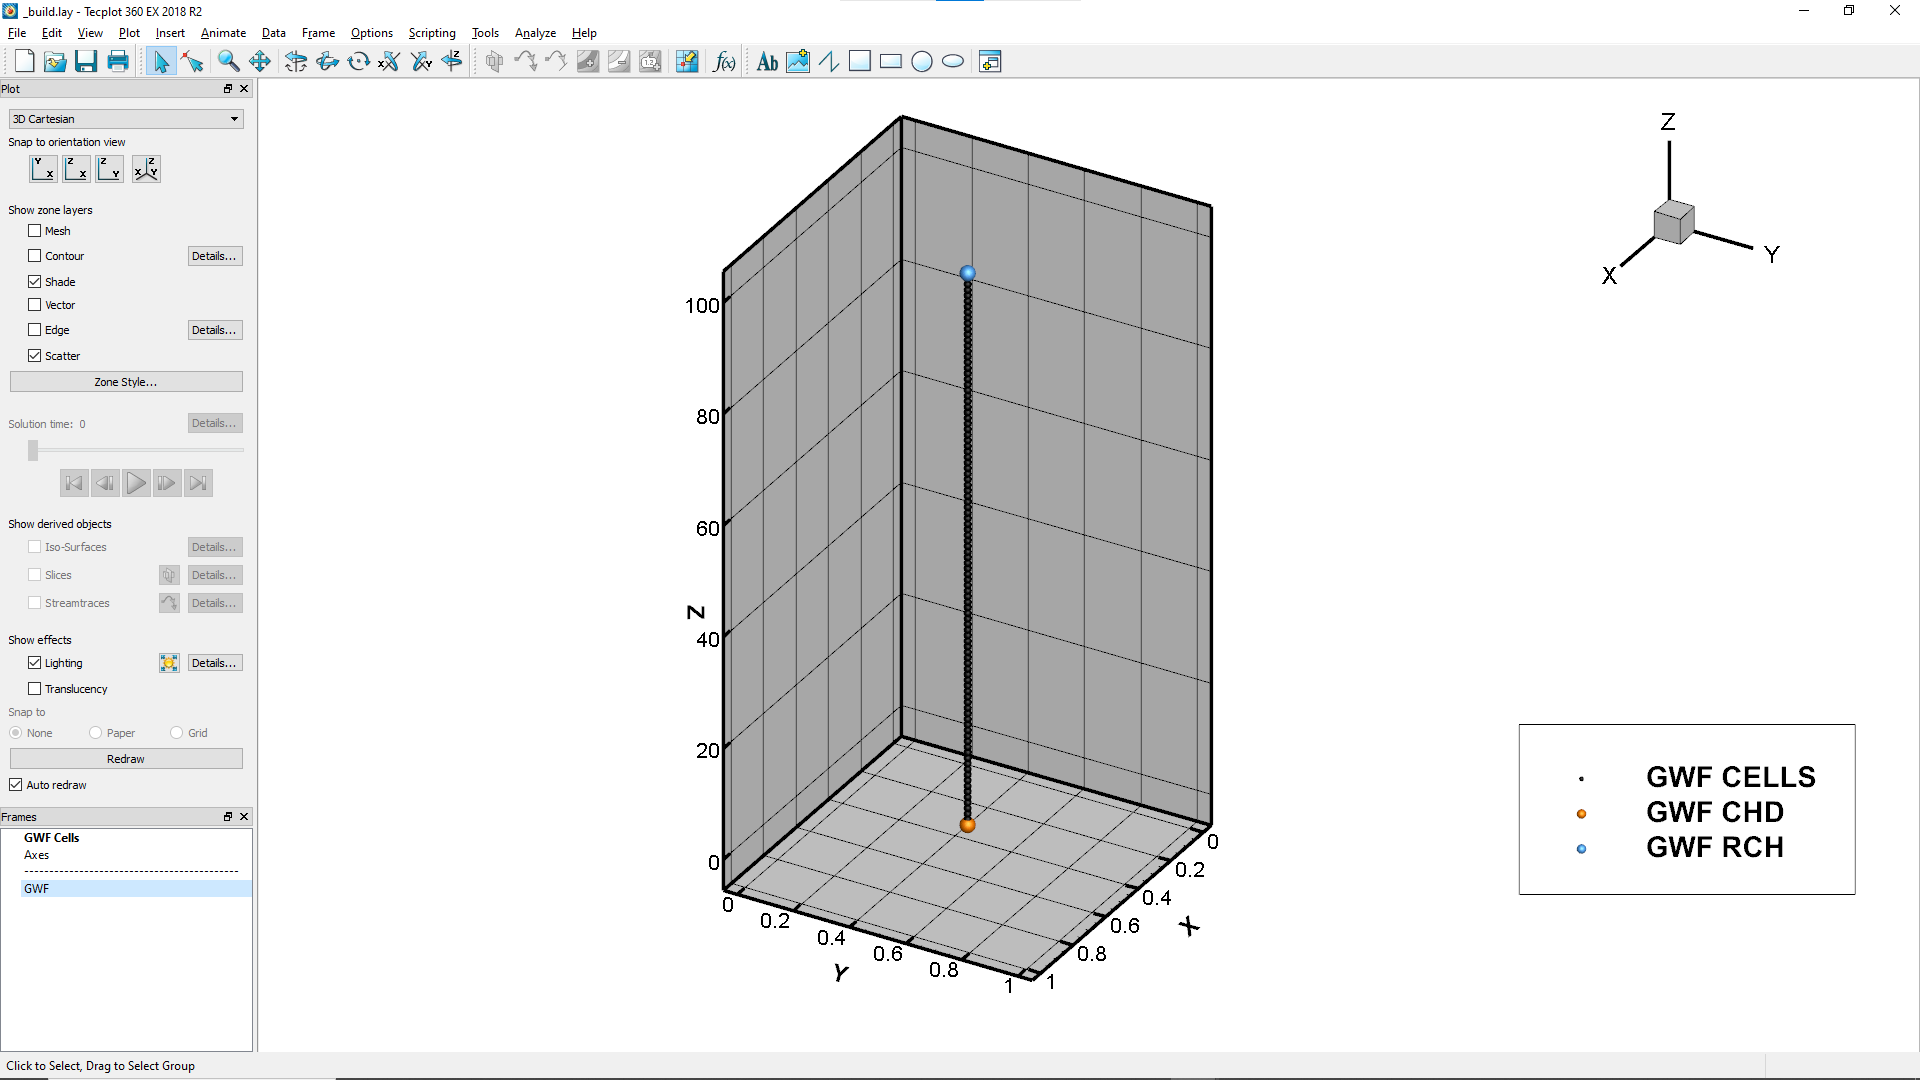 _build.lay - Tecplot 360 EX 2018 R2
File Edit View Plot Insert Animate Data Frame Options Scripting Tools Analyze Help
Plot
3D Cartesian
Snap to orientation view
Y X Z X Z Y Z X Y
Show zone layers
Mesh
Contour Details...
Shade
Vector
Edge Details...
Scatter
Zone Style...
Solution time: 0 Details...
Show derived objects
Iso-Surfaces Details...
Slices Details...
Streamtraces Details...
Show effects
Lighting Details...
Translucency
Snap to
None Paper Grid
Redraw
Auto redraw
Frames
GWF Cells
Axes
GWF
Click to Select, Drag to Select Group
f(x) Ab
Z
100
80
60
40
20
0
Y
0 0.2 0.4 0.6 0.8 1
X
0 0.2 0.4 0.6 0.8 1
Z
X
Y
GWF CELLS
GWF CHD
GWF RCH